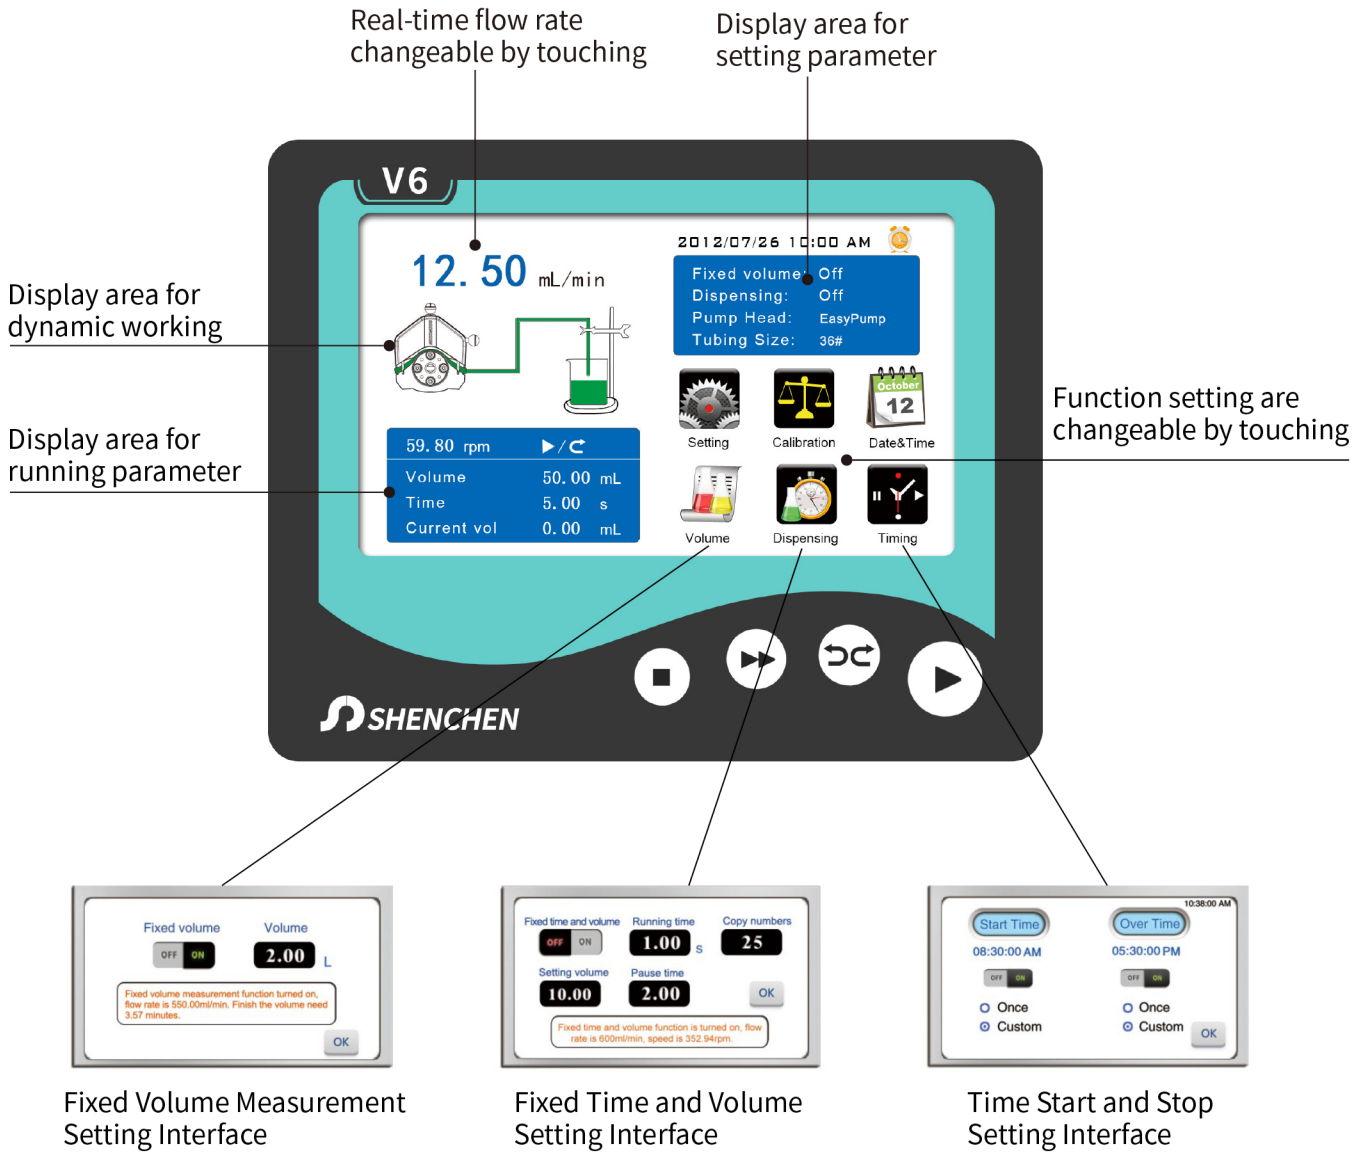 Real-time flow rate
changeable by touching
Display area for
setting parameter
V6
12.50 mL/min
2012/07/26 10:00 AM
Fixed volume: Off
Dispensing: Off
Pump Head: EasyPump
Tubing Size: 36#
Display area for
dynamic working
October
12
Setting
Calibration
Date&Time
Function setting are
changeable by touching
Display area for
running parameter
59.80 rpm
Volume 50.00 mL
Time 5.00 s
Current vol 0.00 mL
Volume
Dispensing
Timing
SHENCHEN
Fixed volume
Volume
OFF ON
2.00 L
Fixed volume measurement function turned on,
flow rate is 550.00ml/min. Finish the volume need
3.57 minutes.
OK
Fixed Volume Measurement
Setting Interface
Fixed time and volume
Running time
Copy numbers
OFF ON
1.00 s
25
Setting volume
Pause time
10.00
2.00
OK
Fixed time and volume function is turned on, flow
rate is 600ml/min, speed is 352.94rpm.
Fixed Time and Volume
Setting Interface
10:38:00 AM
Start Time
Over Time
08:30:00 AM
05:30:00 PM
OFF ON
OFF ON
Once
Once
Custom
Custom
OK
Time Start and Stop
Setting Interface